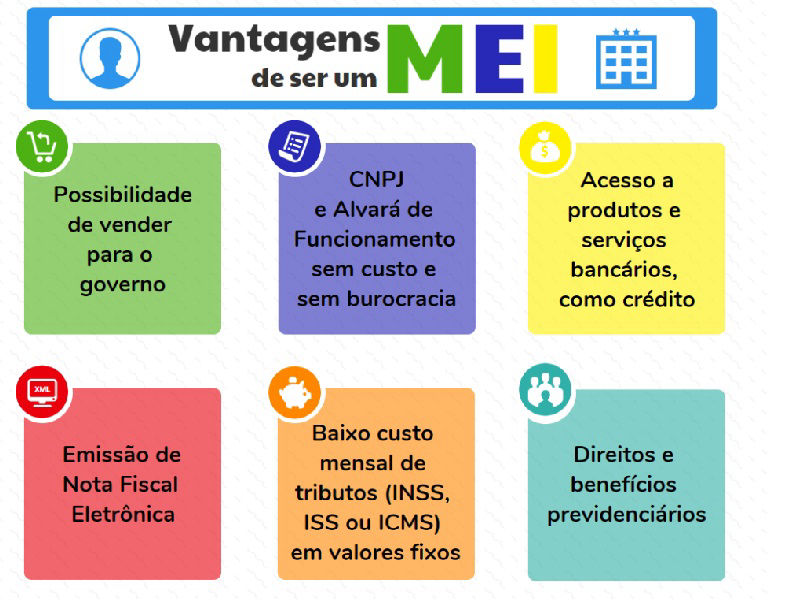 Vantagens
de ser um
MEI
Possibilidade
de vender
para o
governo
CNPJ
e Alvará de
Funcionamento
sem custo e
sem burocracia
$
Acesso a
produtos e
serviços
bancários,
como crédito
XML
Emissão de
Nota Fiscal
Eletrônica
Baixo custo
mensal de
tributos (INSS,
ISS ou ICMS)
em valores fixos
Direitos e
benefícios
previdenciários